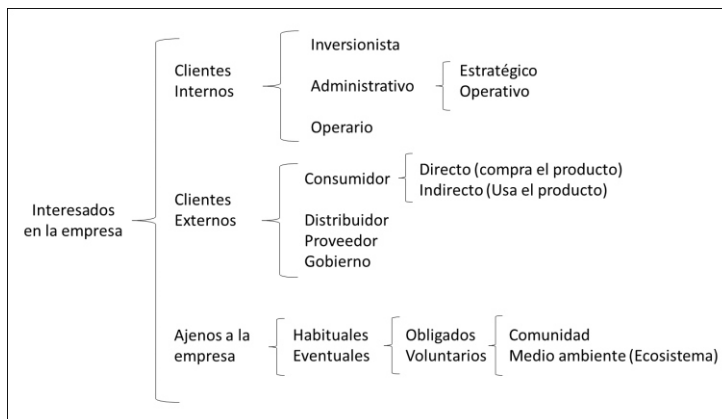 Interesados
en la empresa
Clientes
Internos
Inversionista
Administrativo
Estratégico
Operativo
Operario
Clientes
Externos
Consumidor
Directo (compra el producto)
Indirecto (Usa el producto)
Distribuidor
Proveedor
Gobierno
Ajenos a la
empresa
Habituales
Eventuales
Obligados
Voluntarios
Comunidad
Medio ambiente (Ecosistema)